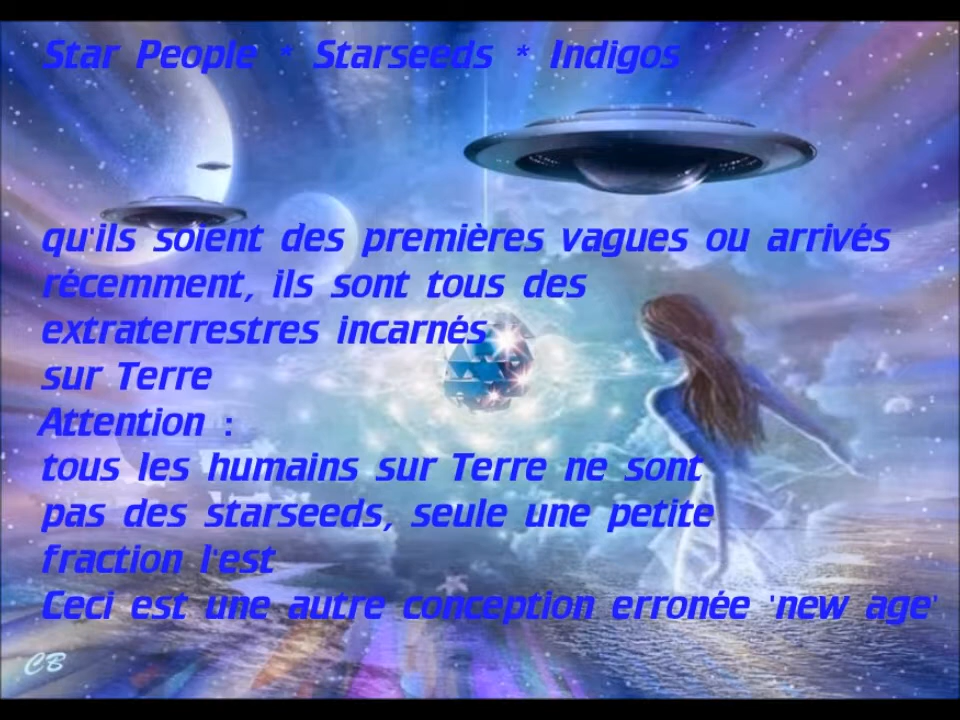 Star People * Starseeds * Indigos
qu'ils soient des premières vagues ou arrivés
récemment, ils sont tous des
extraterrestres incarnés
sur Terre
Attention :
tous les humains sur Terre ne sont
pas des starseeds, seule une petite
fraction l'est
Ceci est une autre conception erronée 'new age'
CB